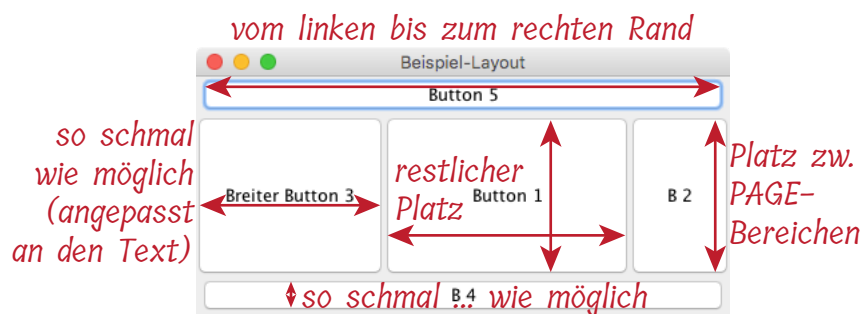 vom linken bis zum rechten Rand
Beispiel-Layout
Button 5
so schmal
wie möglich
(angepasst
an den Text)
Breiter Button 3
restlicher
Platz
Button 1
B 2
Platz zw.
PAGE-
Bereichen
B 4
so schmal ... wie möglich